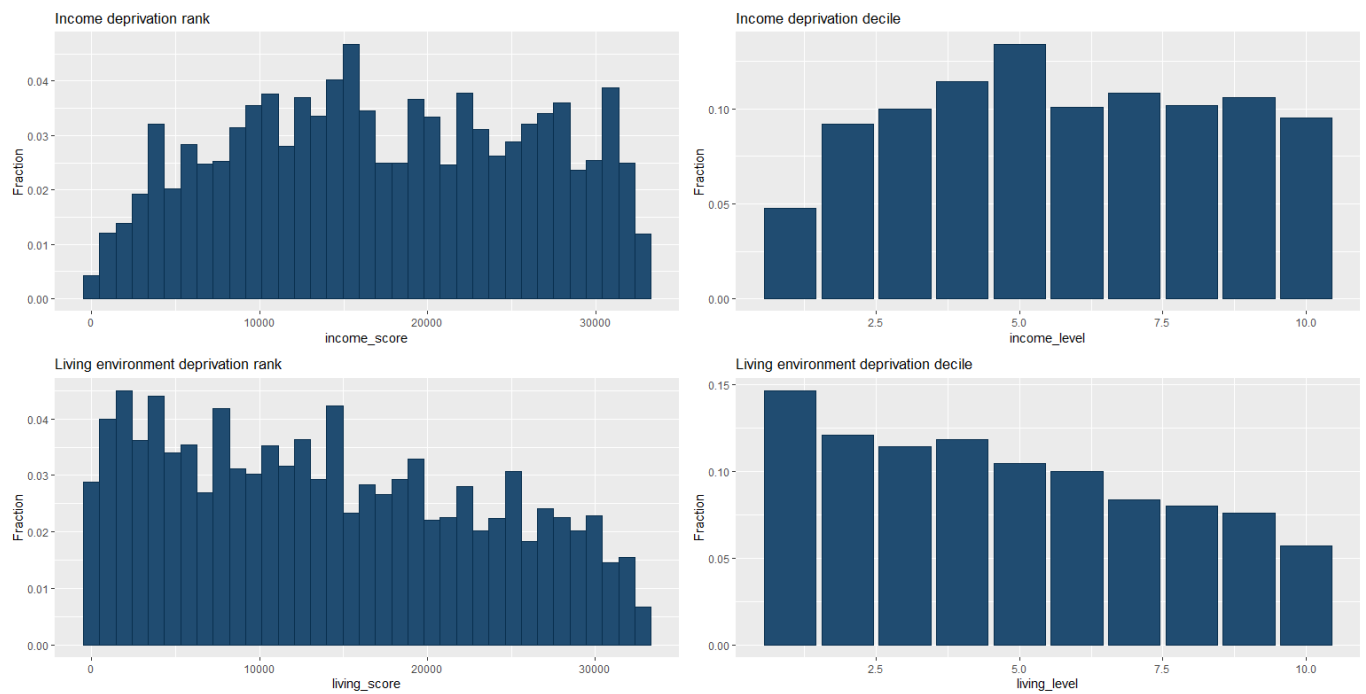 Income deprivation rank
Fraction
0.04
0.03
0.02
0.01
0.00
0 10000 20000 30000
income_score
Income deprivation decile
Fraction
0.10
0.05
0.00
2.5 5.0 7.5 10.0
income_level
Living environment deprivation rank
Fraction
0.04
0.03
0.02
0.01
0.00
0 10000 20000 30000
living_score
Living environment deprivation decile
Fraction
0.15
0.10
0.05
0.00
2.5 5.0 7.5 10.0
living_level